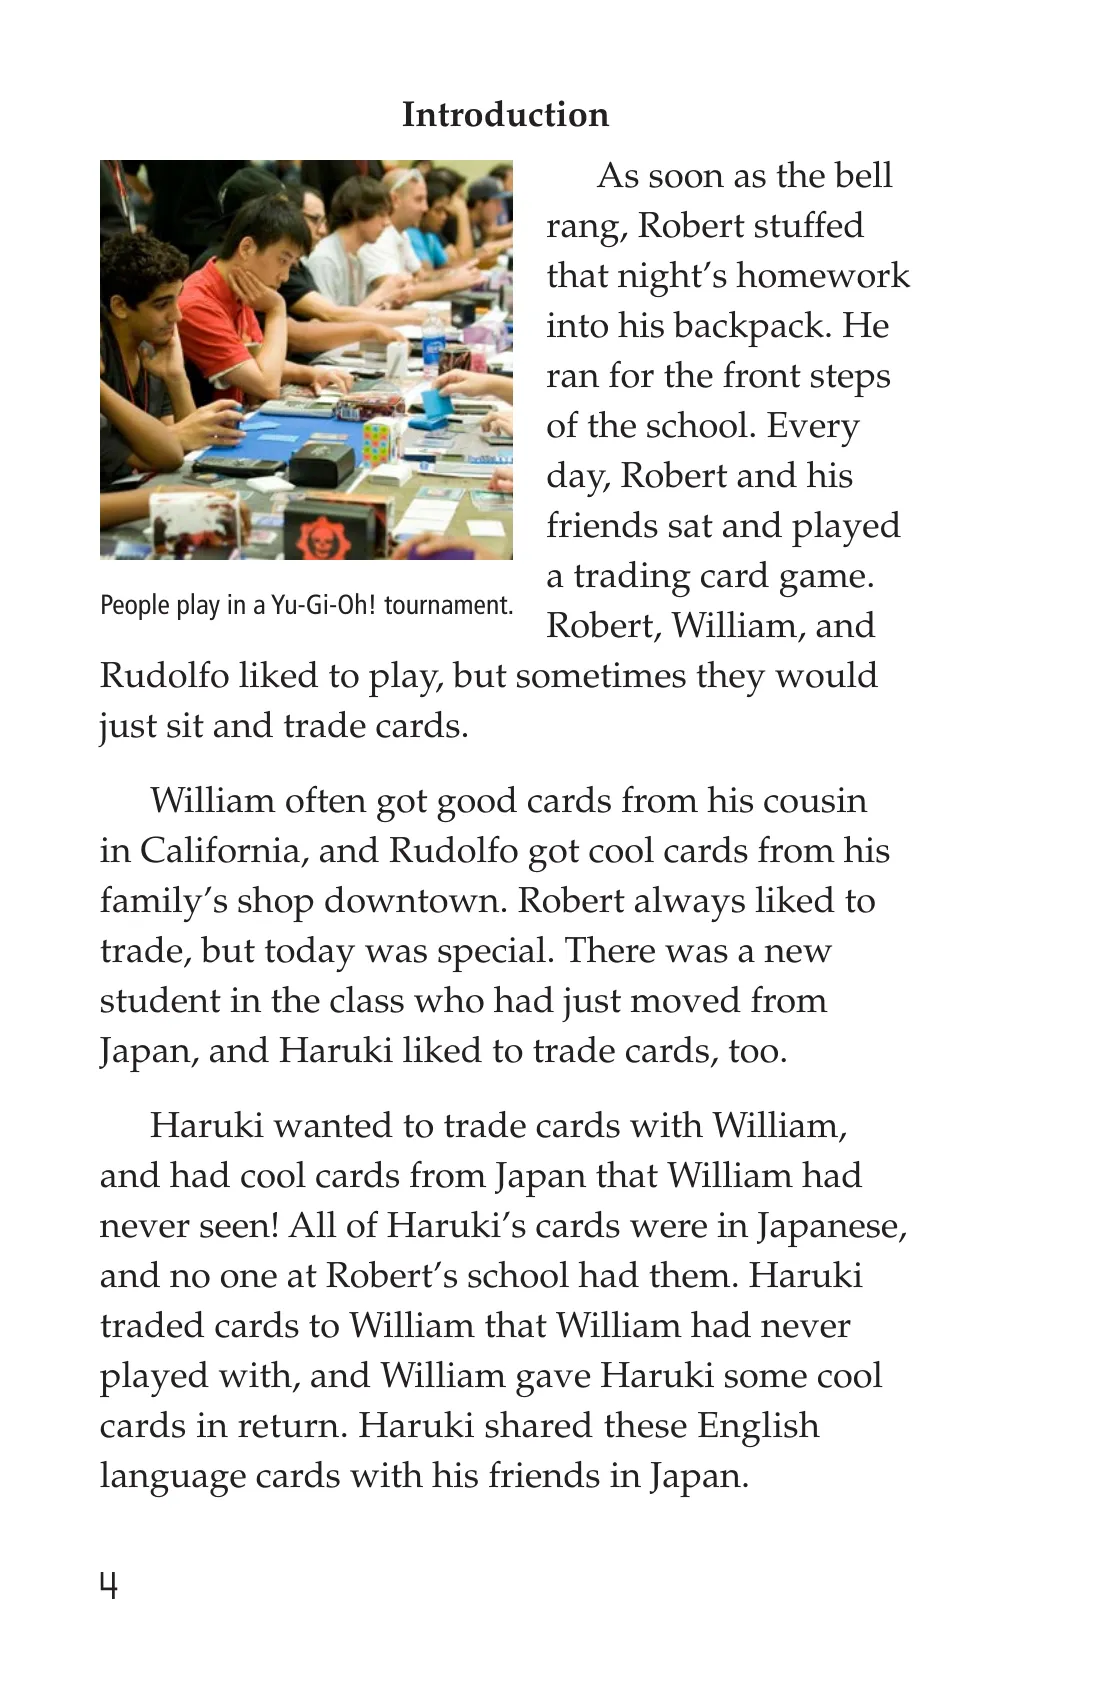 Introduction
As soon as the bell
rang, Robert stuffed
that night’s homework
into his backpack. He
ran for the front steps
of the school. Every
day, Robert and his
friends sat and played
a trading card game.
Robert, William, and
People play in a Yu-Gi-Oh! tournament.
Rudolfo liked to play, but sometimes they would
just sit and trade cards.
William often got good cards from his cousin
in California, and Rudolfo got cool cards from his
family’s shop downtown. Robert always liked to
trade, but today was special. There was a new
student in the class who had just moved from
Japan, and Haruki liked to trade cards, too.
Haruki wanted to trade cards with William,
and had cool cards from Japan that William had
never seen! All of Haruki’s cards were in Japanese,
and no one at Robert’s school had them. Haruki
traded cards to William that William had never
played with, and William gave Haruki some cool
cards in return. Haruki shared these English
language cards with his friends in Japan.
4